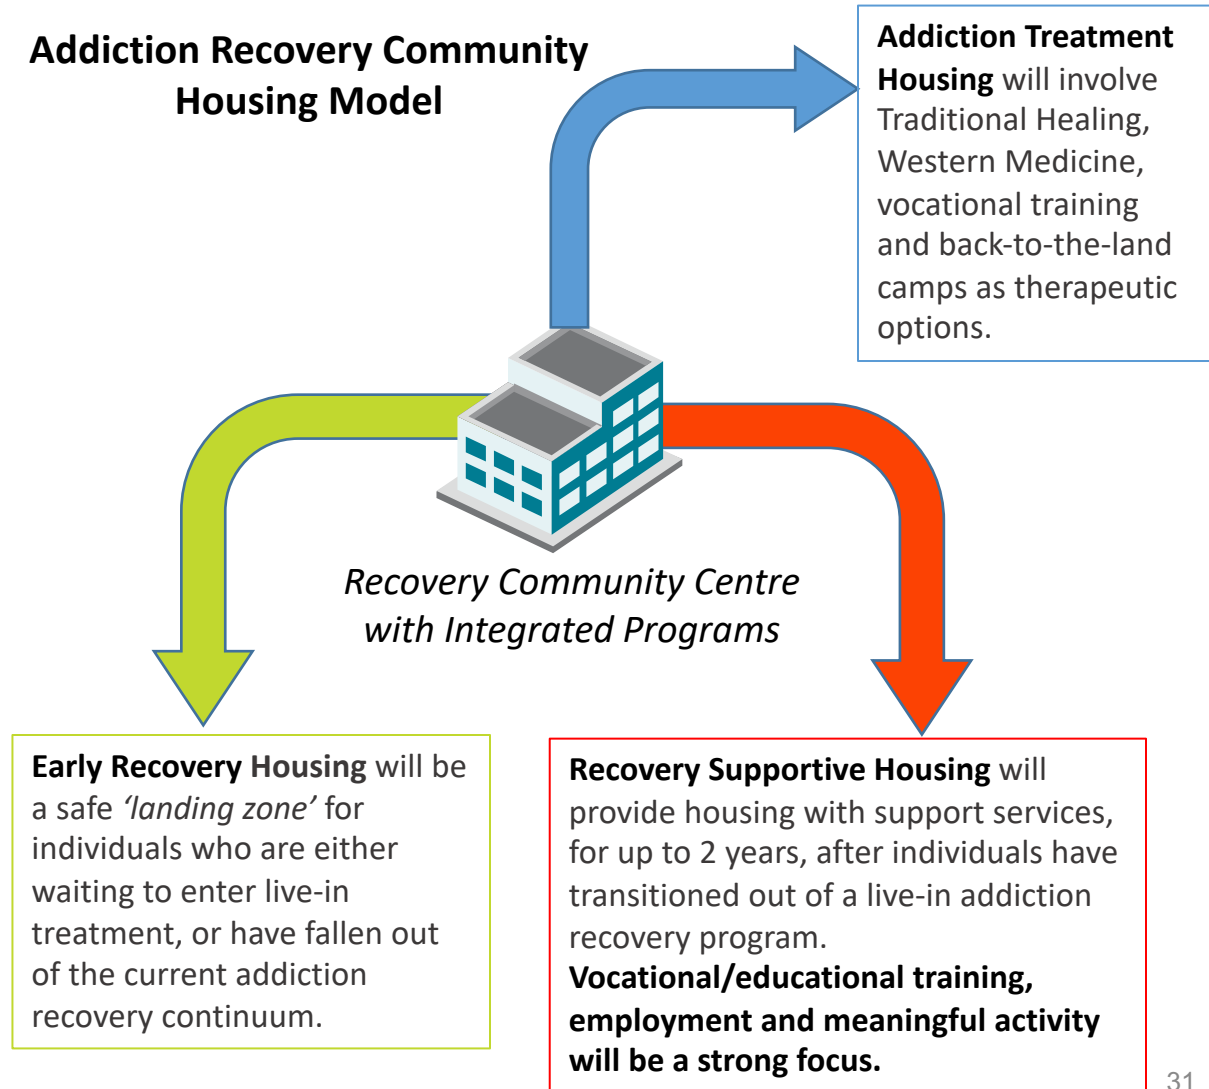 Addiction Recovery Community
Housing Model
Addiction Treatment
Housing will involve
Traditional Healing,
Western Medicine,
vocational training
and back-to-the-land
camps as therapeutic
options.
Recovery Community Centre
with Integrated Programs
Early Recovery Housing will be
a safe ‘landing zone’ for
individuals who are either
waiting to enter live-in
treatment, or have fallen out
of the current addiction
recovery continuum.
Recovery Supportive Housing will
provide housing with support services,
for up to 2 years, after individuals have
transitioned out of a live-in addiction
recovery program.
Vocational/educational training,
employment and meaningful activity
will be a strong focus.
31